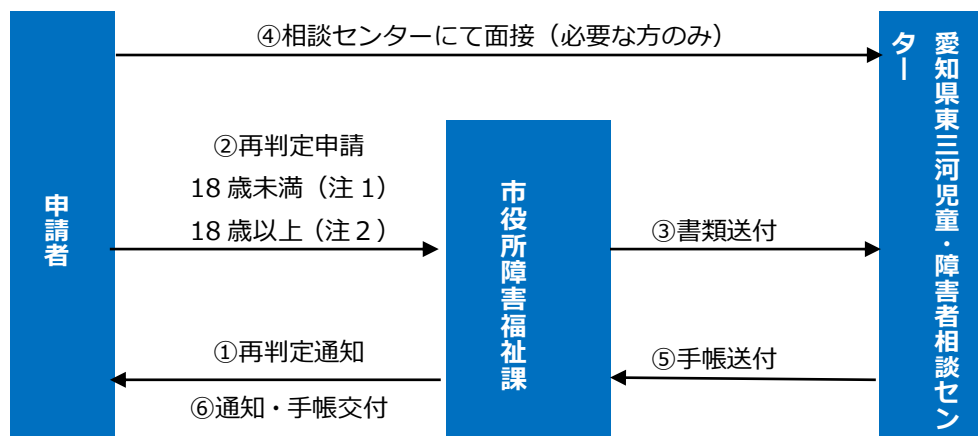 ④相談センターにて面接（必要な方のみ）
申請者
②再判定申請
18 歳未満（注 1）
18 歳以上（注２）
市役所障害福祉課
③書類送付
愛知県東三河児童・障害者相談セン
ター
①再判定通知
⑥通知・手帳交付
⑤手帳送付